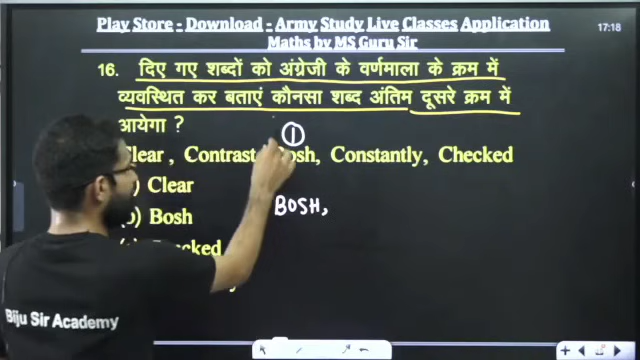 Play Store - Download - Army Study Live Classes Application
17:18
Maths by MS Guru Sir
16. दिए गए शब्दों को अंग्रेजी के वर्णमाला के क्रम में
व्यवस्थित कर बताएं कौनसा शब्द अंतिम दूसरे क्रम में
आयेगा ?
①
Clear, Contrast, Bosh, Constantly, Checked
Clear
(b) Bosh
BOSH,
Checked
Biju Sir Academy